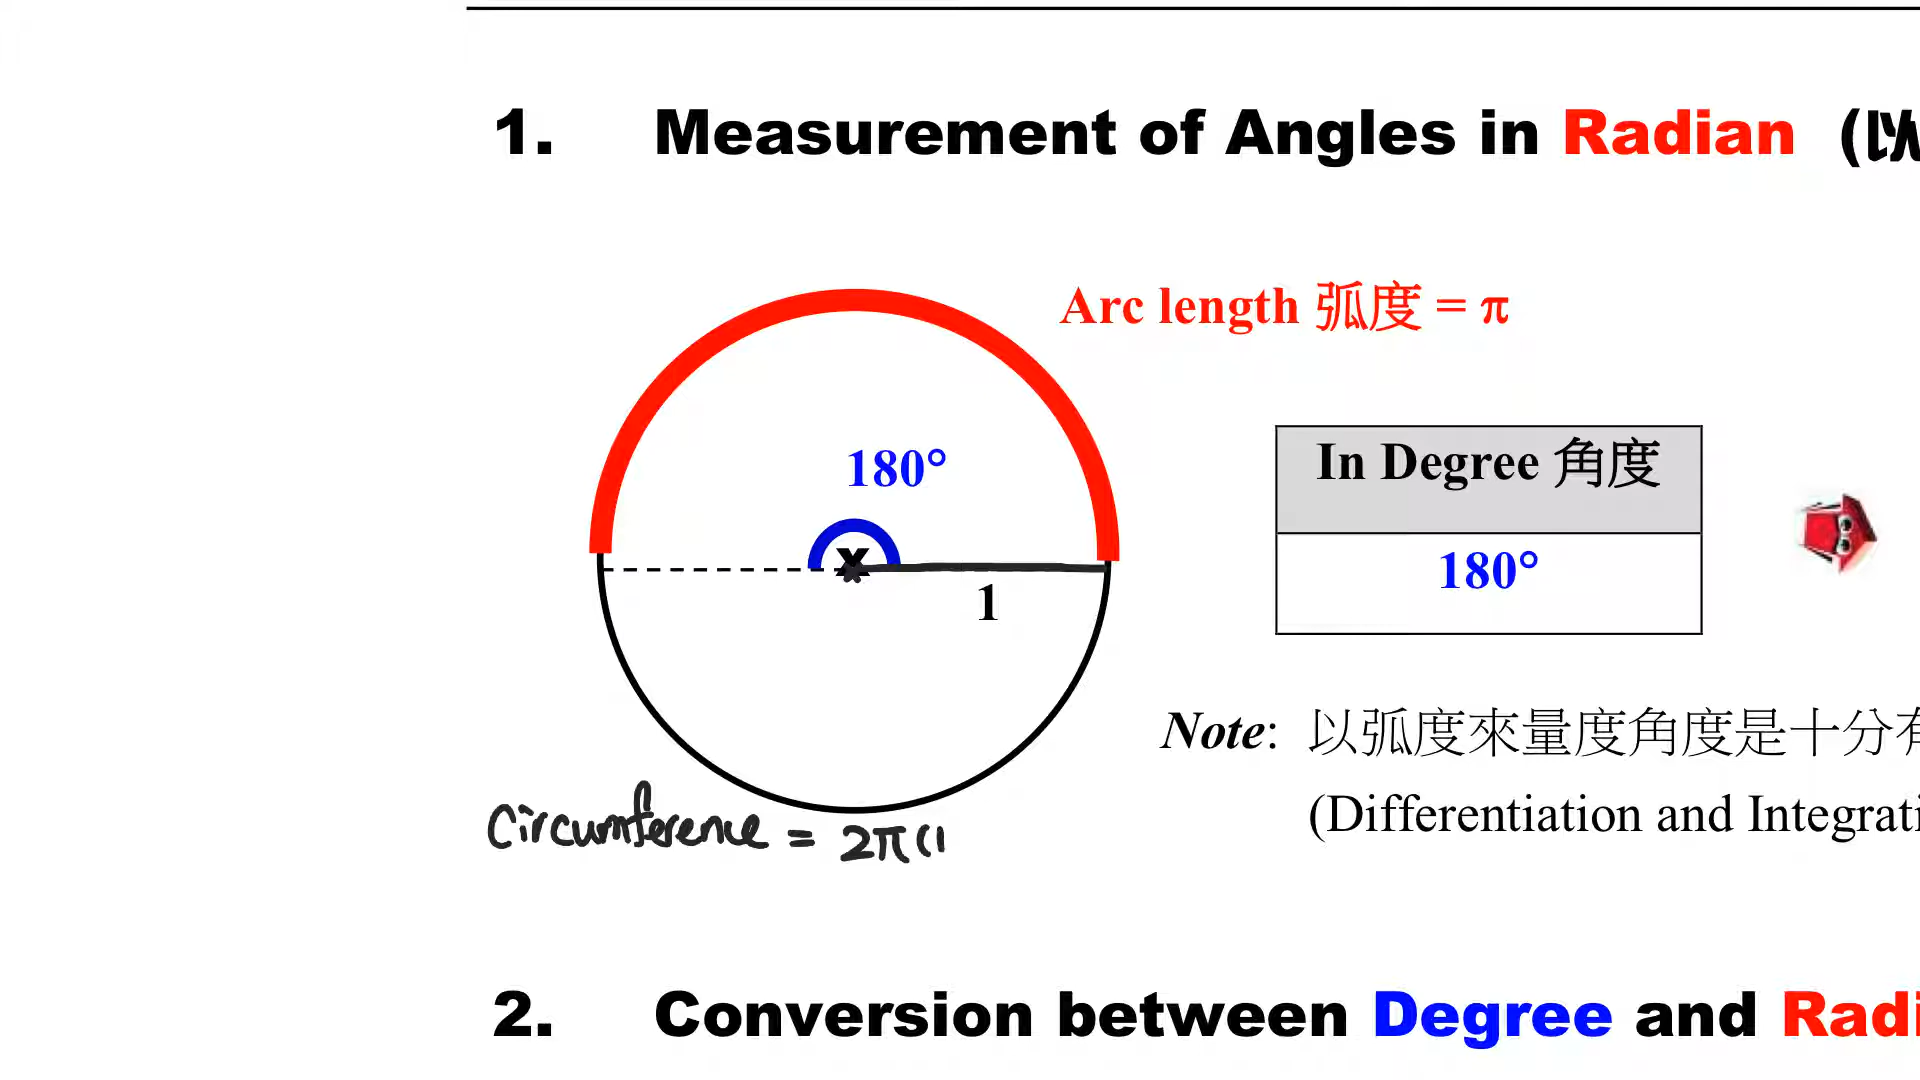 1. Measurement of Angles in Radian (以
Arc length 弧度 = π
180°
In Degree 角度
180°
1
Note: 以弧度來量度角度是十分有
(Differentiation and Integrati
Circumference = 2π(1
2. Conversion between Degree and Radi